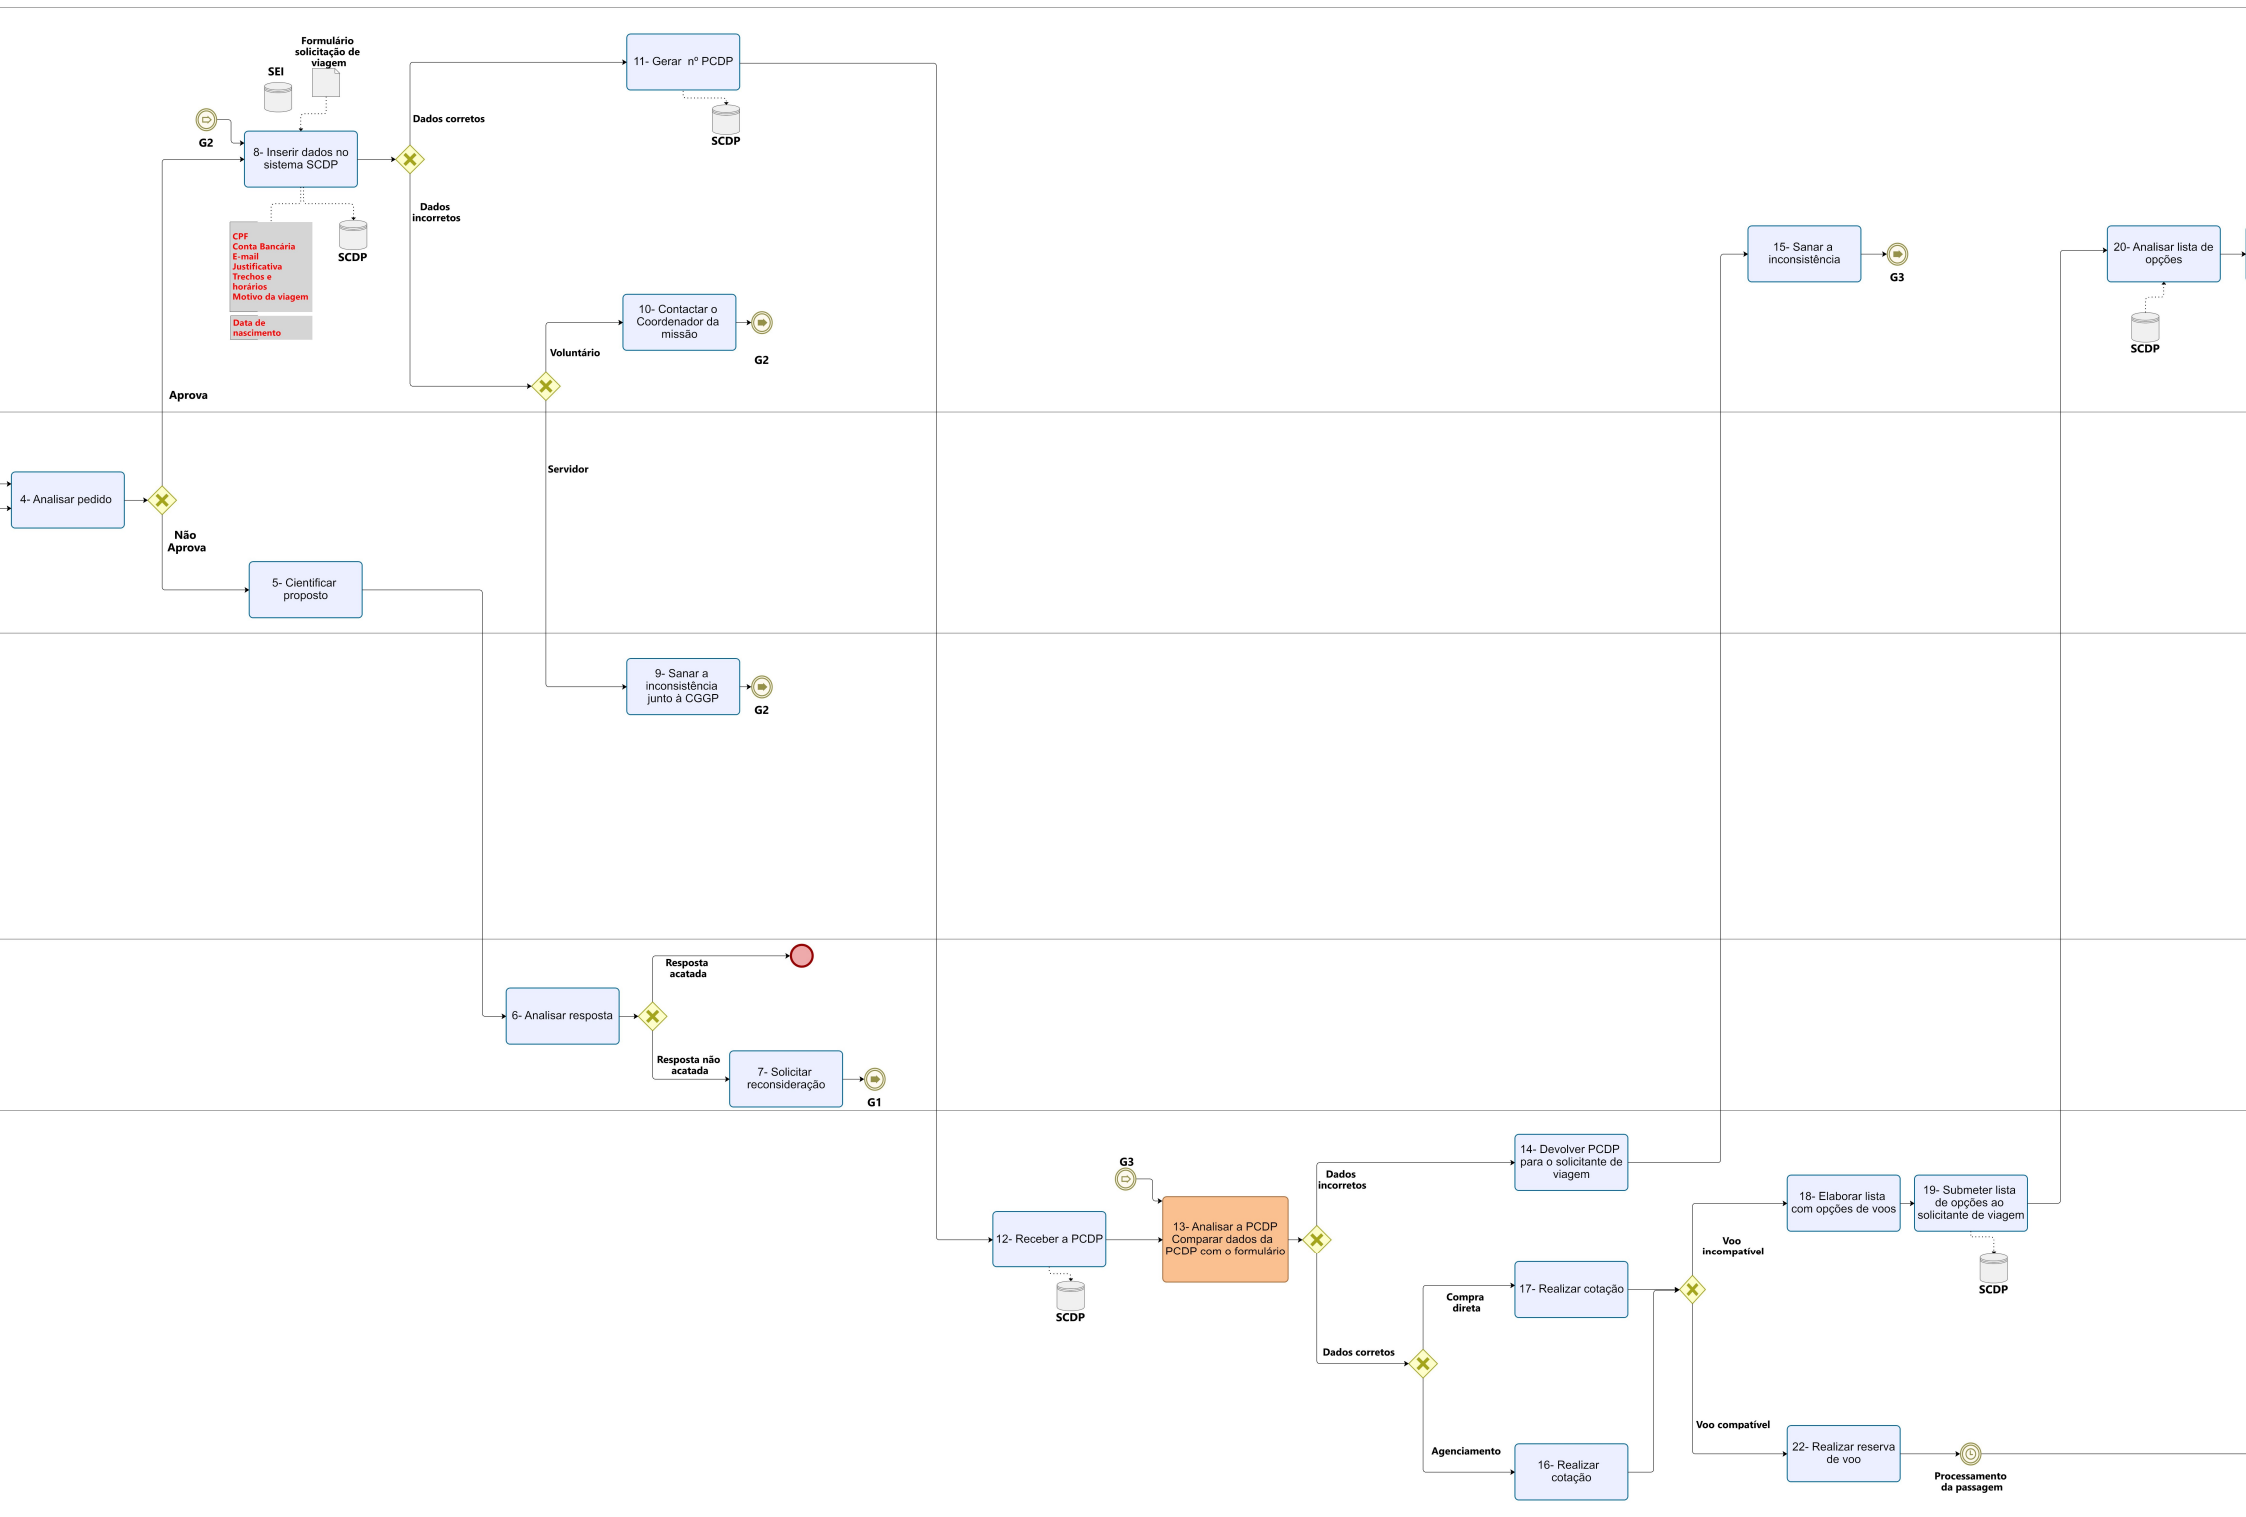 Formulário
solicitação de
viagem
SEI
G2
8- Inserir dados no
sistema SCDP
CPF
Conta Bancária
E-mail
Justificativa
Trechos e
horários
Motivo da viagem
Data de
nascimento
SCDP
Dados corretos
Dados
incorretos
11- Gerar nº PCDP
SCDP
Voluntário
10- Contactar o
Coordenador da
missão
G2
15- Sanar a
inconsistência
G3
20- Analisar lista de
opções
SCDP
Aprova
Servidor
4- Analisar pedido
Não
Aprova
5- Cientificar
proposto
9- Sanar a
inconsistência
junto à CGGP
G2
Resposta
acatada
6- Analisar resposta
Resposta não
acatada
7- Solicitar
reconsideração
G1
12- Receber a PCDP
SCDP
G3
13- Analisar a PCDP
Comparar dados da
PCDP com o formulário
Dados
incorretos
14- Devolver PCDP
para o solicitante de
viagem
Dados corretos
Compra
direta
17- Realizar cotação
Agenciamento
16- Realizar
cotação
Voo
incompatível
18- Elaborar lista
com opções de voos
19- Submeter lista
de opções ao
solicitante de viagem
SCDP
Voo compatível
22- Realizar reserva
de voo
Processamento
da passagem